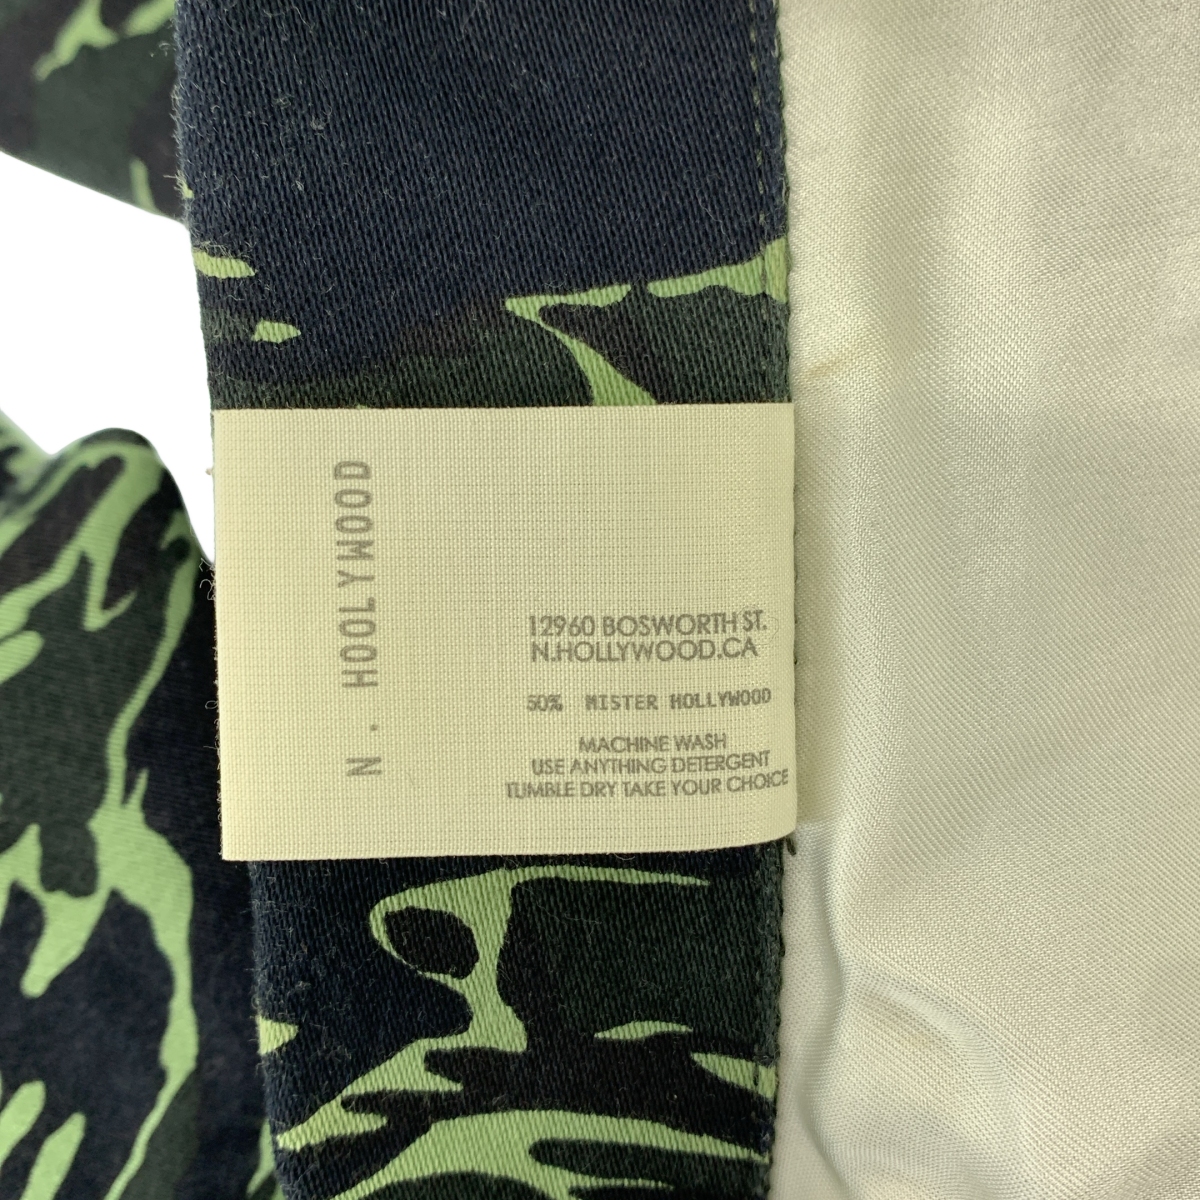 N. HOOLYWOOD
12960 BOSWORTH ST.
N.HOLLYWOOD.CA
50% MISTER HOLLYWOOD
MACHINE WASH
USE ANYTHING DETERGENT
TUMBLE DRY TAKE YOUR CHOICE